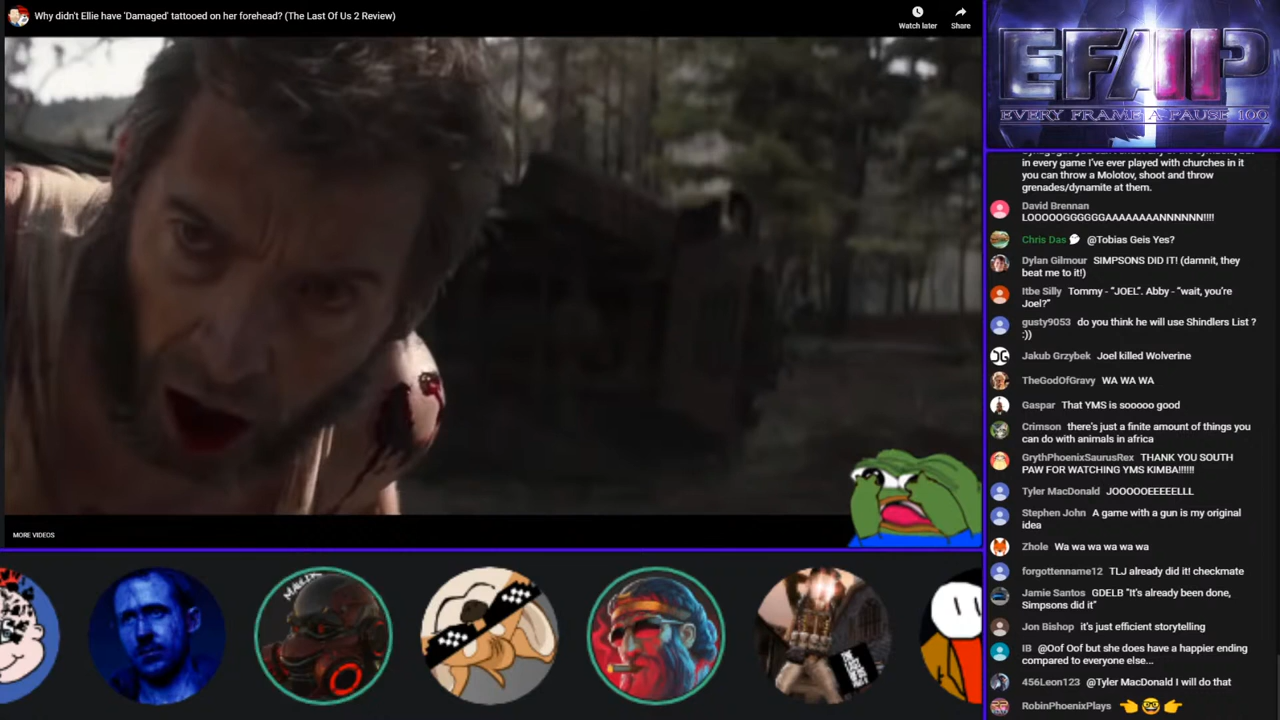 Why didn't Ellie have 'Damaged' tattooed on her forehead? (The Last Of Us 2 Review)
Watch later
Share
EFAP
EVERY FRAME A PAUSE 100
in every game I've ever played with churches in it
you can throw a Molotov, shoot and throw
grenades/dynamite at them.
David Brennan
LOOOOOGGGGGGAAAAAAAANNNNNN!!!!
Chris Das @Tobias Geis Yes?
Dylan Gilmour SIMPSONS DID IT! (damnit, they
beat me to it!)
Itbe Silly Tommy - “JOEL”. Abby - “wait, you're
Joel?”
gusty9053 do you think he will use Shindlers List ?
:))
Jakub Grzybek Joel killed Wolverine
TheGodOfGravy WA WA WA
Gaspar That YMS is sooooo good
Crimson there's just a finite amount of things you
can do with animals in africa
GrythPhoenixSaurusRex THANK YOU SOUTH
PAW FOR WATCHING YMS KIMBA!!!!!!
Tyler MacDonald JOOOOOEEEEELLL
Stephen John A game with a gun is my original
idea
Zhole Wa wa wa wa wa wa
forgottenname12 TLJ already did it! checkmate
Jamie Santos GDELB "It's already been done,
Simpsons did it"
Jon Bishop it's just efficient storytelling
IB @Oof Oof but she does have a happier ending
compared to everyone else...
456Leon123 @Tyler MacDonald I will do that
RobinPhoenixPlays
MORE VIDEOS